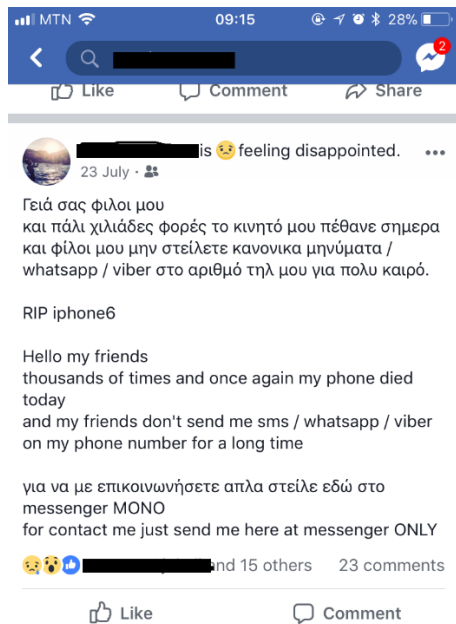 MTN 09:15 28%
2
Like Comment Share
is feeling disappointed.
23 July
Γειά σας φιλοι μου
και πάλι χιλιάδες φορές το κινητό μου πέθανε σημερα
και φίλοι μου μην στείλετε κανονικα μηνύματα /
whatsapp / viber στο αριθμό τηλ μου για πολυ καιρό.
RIP iphone6
Hello my friends
thousands of times and once again my phone died
today
and my friends don't send me sms / whatsapp / viber
on my phone number for a long time
για να με επικοινωνήσετε απλα στείλε εδώ στο
messenger MONO
for contact me just send me here at messenger ONLY
15 others 23 comments
Like Comment